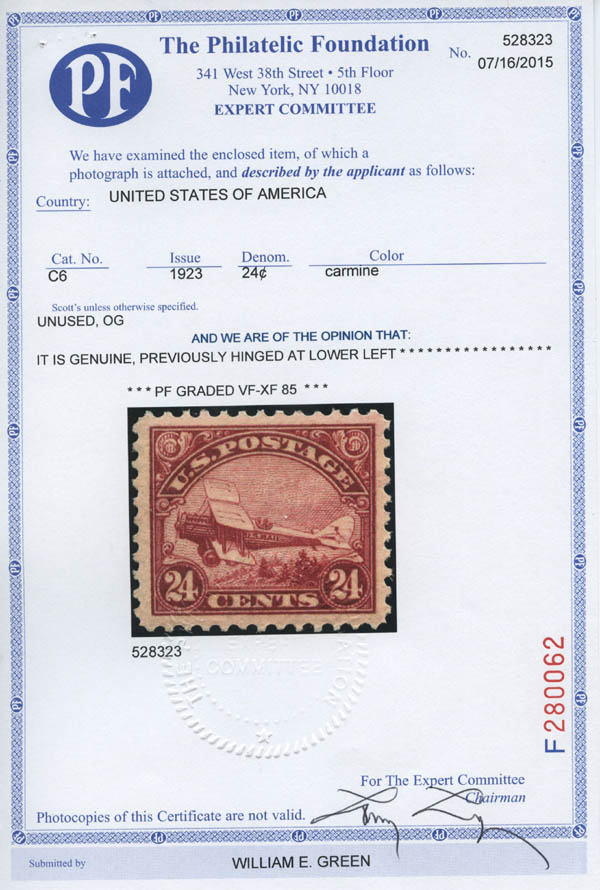 PF
The Philatelic Foundation
341 West 38th Street • 5th Floor
New York, NY 10018
EXPERT COMMITTEE
No. 528323
07/16/2015
We have examined the enclosed item, of which a
photograph is attached, and described by the applicant as follows:
Country: UNITED STATES OF AMERICA
Cat. No. Issue Denom. Color
C6 1923 24¢ carmine
Scott's unless otherwise specified.
UNUSED, OG
AND WE ARE OF THE OPINION THAT:
IT IS GENUINE, PREVIOUSLY HINGED AT LOWER LEFT * * * * * * * * * * * * * * * * * *
* * * PF GRADED VF-XF 85 * * *
U.S. POSTAGE
U.S. MAIL
24 CENTS 24
528323
COMMITTEE
F 280062
For The Expert Committee
Chairman
Photocopies of this Certificate are not valid.
Submitted by WILLIAM E. GREEN